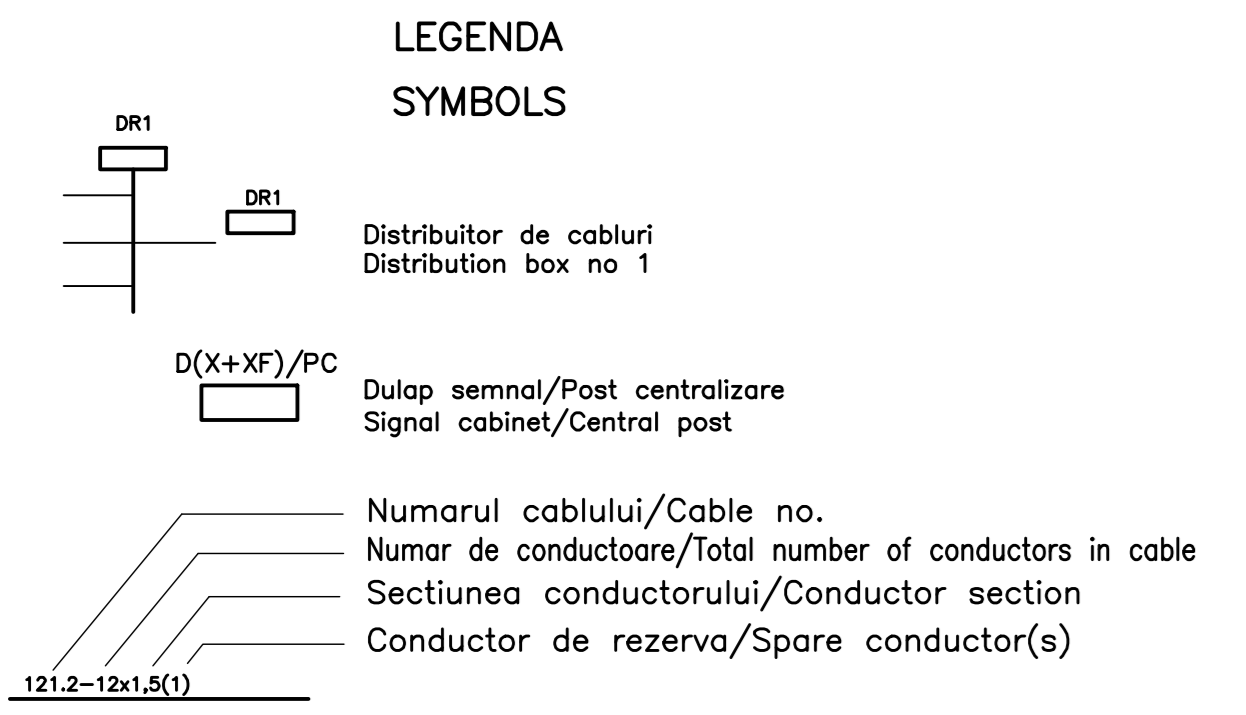 LEGENDA
SYMBOLS
DR1
DR1
Distribuitor de cabluri
Distribution box no 1
D(X+XF)/PC
Dulap semnal/Post centralizare
Signal cabinet/Central post
Numarul cablului/Cable no.
Numar de conductoare/Total number of conductors in cable
Sectiunea conductorului/Conductor section
Conductor de rezerva/Spare conductor(s)
121.2-12x1,5(1)